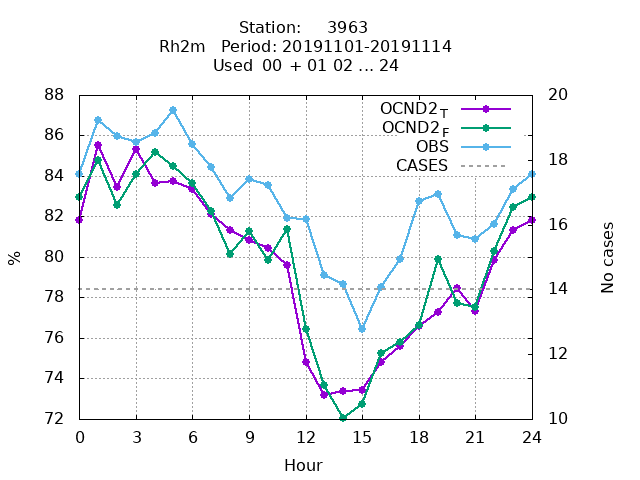 Station: 3963
Rh2m Period: 20191101-20191114
Used 00 + 01 02 ... 24
88
86
84
82
80
78
76
74
72
%
20
18
16
14
12
10
No cases
OCND2T
OCND2F
OBS
CASES
0 3 6 9 12 15 18 21 24
Hour